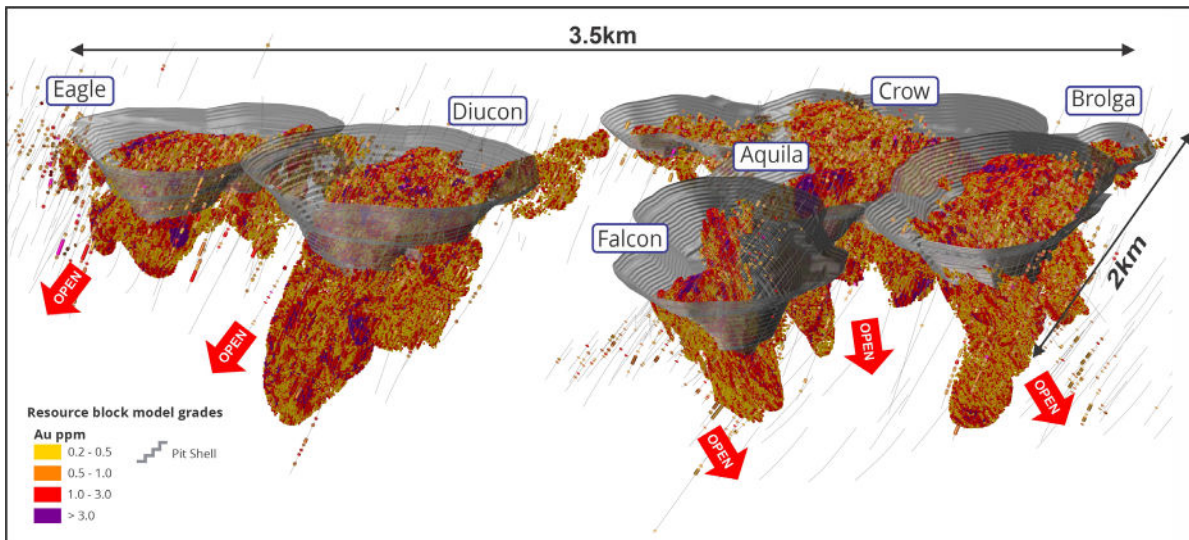 3.5km
Eagle
Diucon
Crow
Brolga
Aquila
Falcon
2km
OPEN
OPEN
OPEN
OPEN
OPEN
Resource block model grades
Au ppm
0.2 - 0.5
Pit Shell
0.5 - 1.0
1.0 - 3.0
> 3.0